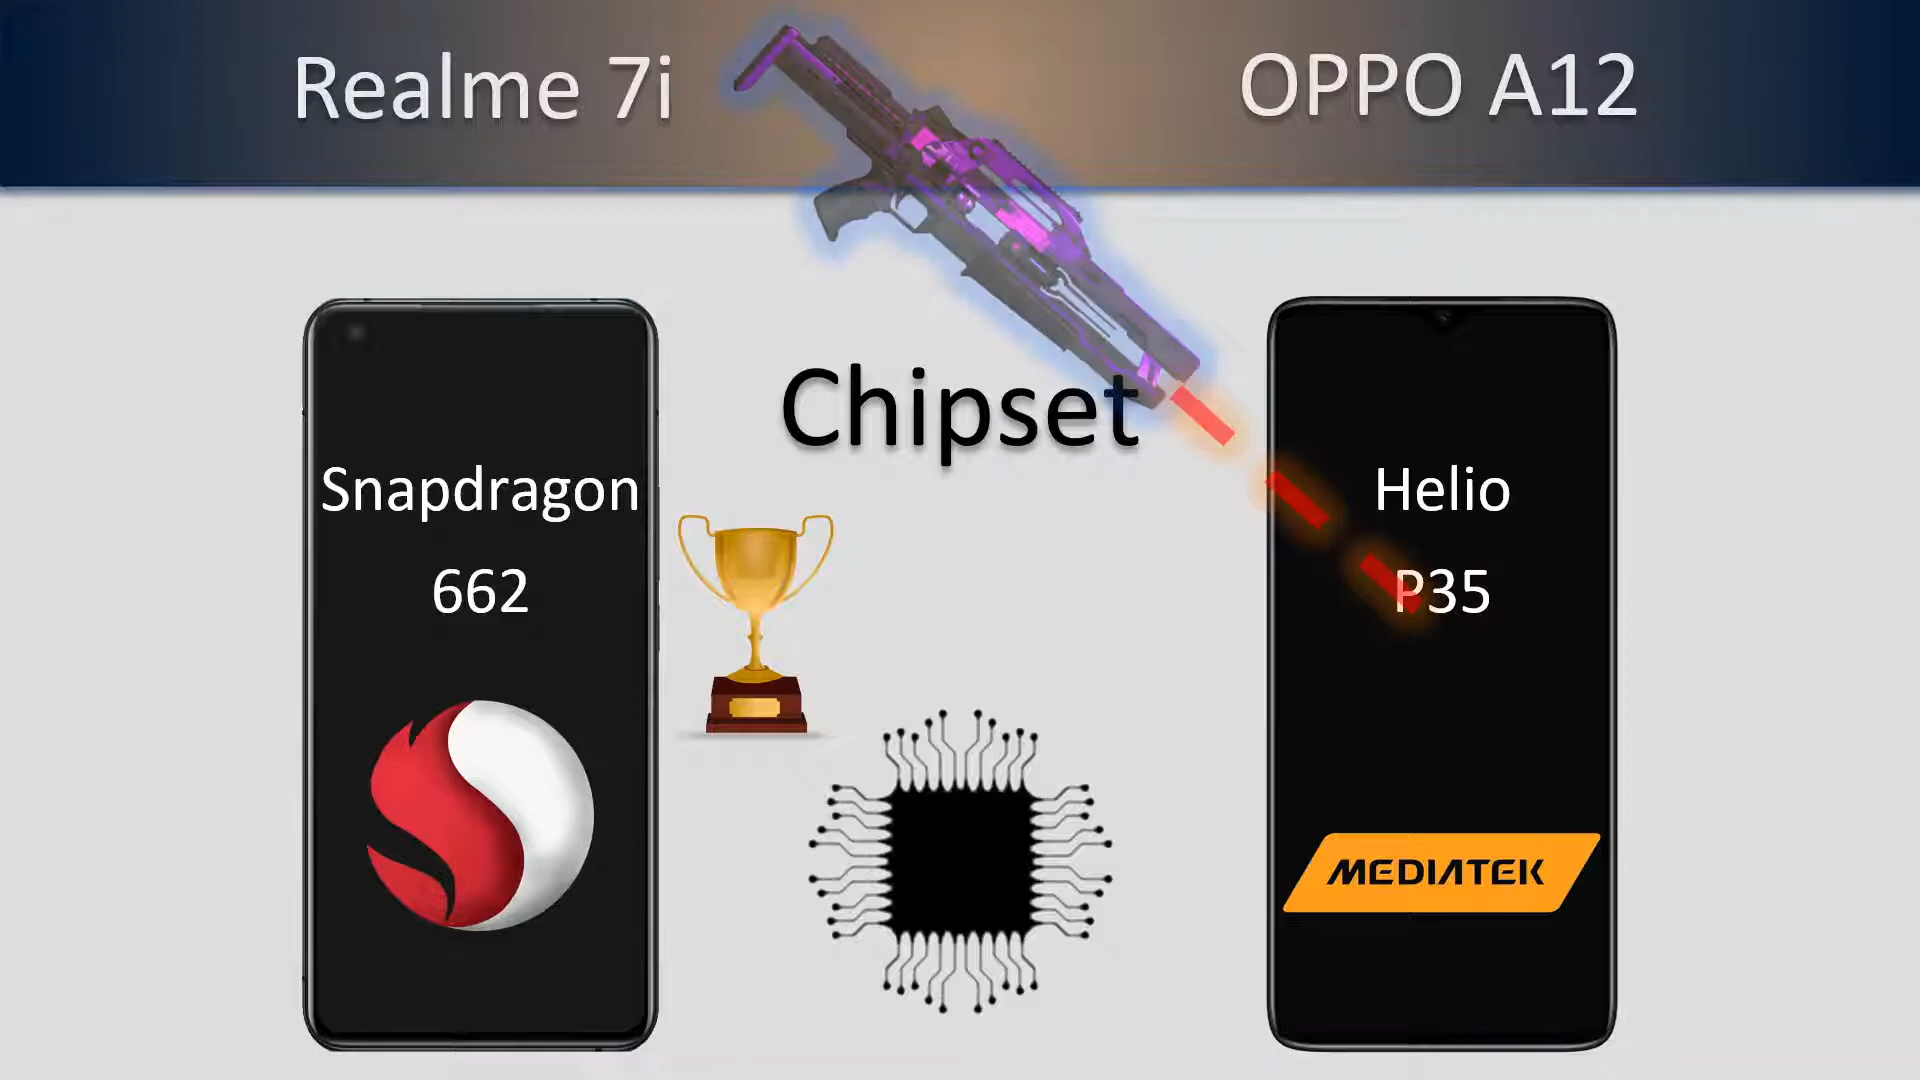 Realme 7i
OPPO A12
Chipset
Snapdragon
662
Helio
P35
MEDIATEK